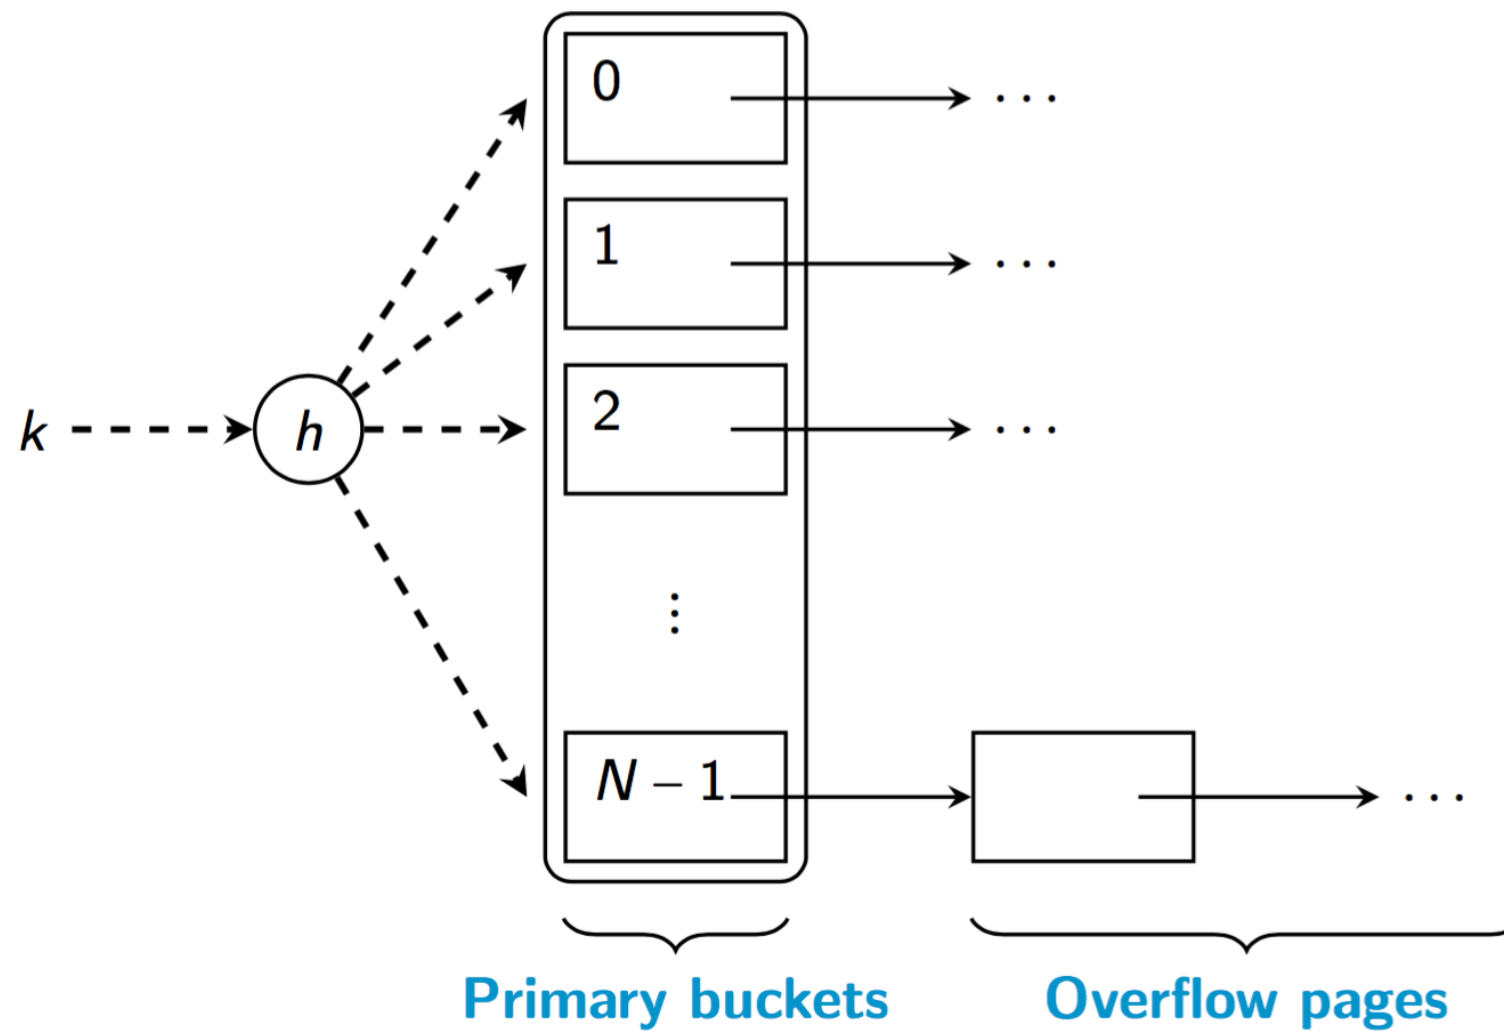 0 ...
1 ...
k h 2 ...
⋮
N − 1 ...
Primary buckets Overflow pages